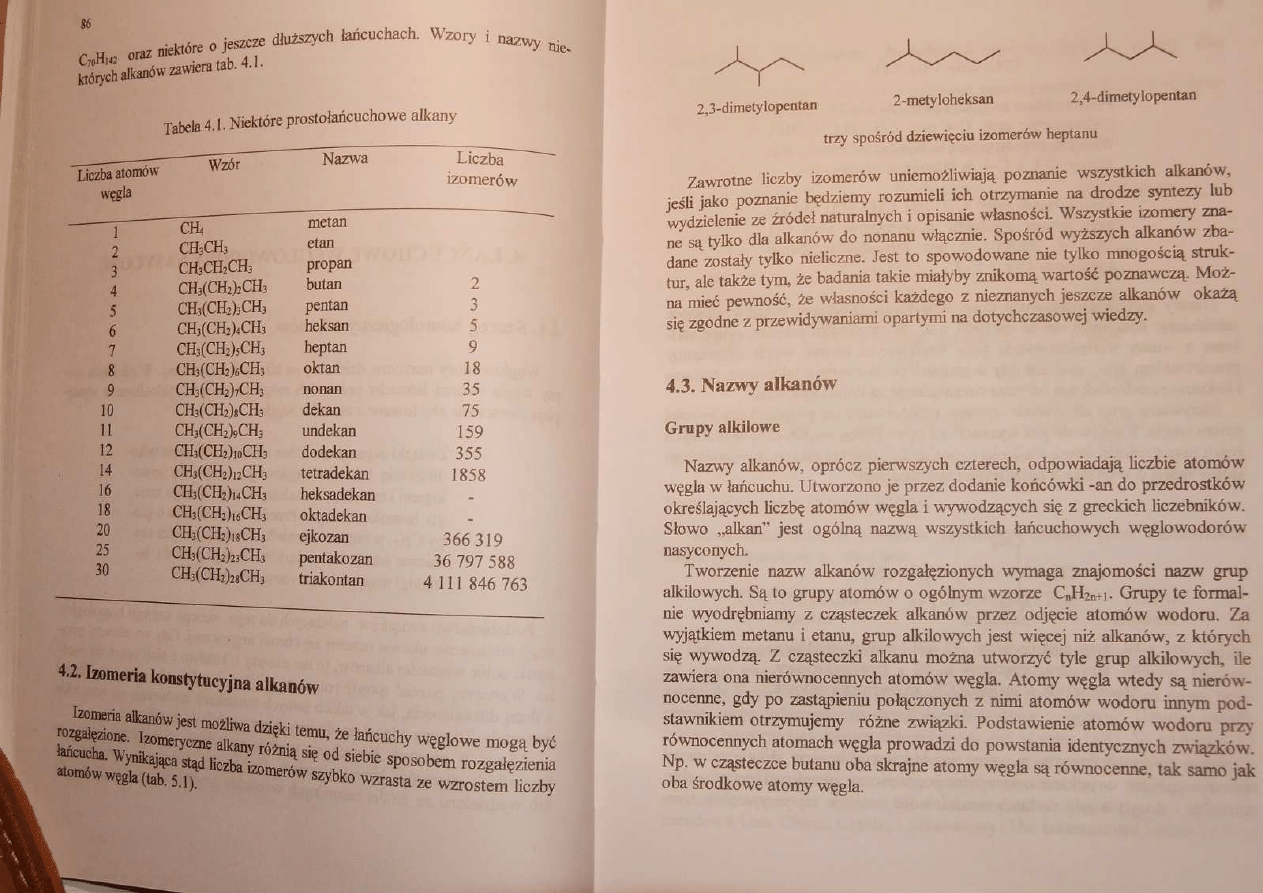 86
C₇₀H₁₄₂ oraz niektóre o jeszcze dłuższych łańcuchach. Wzory i nazwy nie-
których alkanów zawiera tab. 4.1.
Tabela 4.1. Niektóre prostołańcuchowe alkany
Liczba atomów węgla Wzór Nazwa Liczba izomerów
1 CH₄ metan
2 CH₃CH₃ etan
3 CH₃CH₂CH₃ propan
4 CH₃(CH₂)₂CH₃ butan 2
5 CH₃(CH₂)₃CH₃ pentan 3
6 CH₃(CH₂)₄CH₃ heksan 5
7 CH₃(CH₂)₅CH₃ heptan 9
8 CH₃(CH₂)₆CH₃ oktan 18
9 CH₃(CH₂)₇CH₃ nonan 35
10 CH₃(CH₂)₈CH₃ dekan 75
11 CH₃(CH₂)₉CH₃ undekan 159
12 CH₃(CH₂)₁₀CH₃ dodekan 355
14 CH₃(CH₂)₁₂CH₃ tetradekan 1858
16 CH₃(CH₂)₁₄CH₃ heksadekan -
18 CH₃(CH₂)₁₆CH₃ oktadekan -
20 CH₃(CH₂)₁₈CH₃ ejkozan 366 319
25 CH₃(CH₂)₂₃CH₃ pentakozan 36 797 588
30 CH₃(CH₂)₂₈CH₃ triakontan 4 111 846 763
4.2. Izomeria konstytucyjna alkanów
Izomeria alkanów jest możliwa dzięki temu, że łańcuchy węglowe mogą być
rozgałęzione. Izomeryczne alkany różnią się od siebie sposobem rozgałęzienia
łańcucha. Wynikająca stąd liczba izomerów szybko wzrasta ze wzrostem liczby
atomów węgla (tab. 5.1).
2,3-dimetylopentan 2-metyloheksan 2,4-dimetylopentan
trzy spośród dziewięciu izomerów heptanu
Zawrotne liczby izomerów uniemożliwiają poznanie wszystkich alkanów,
jeśli jako poznanie będziemy rozumieli ich otrzymanie na drodze syntezy lub
wydzielenie ze źródeł naturalnych i opisanie własności. Wszystkie izomery zna-
ne są tylko dla alkanów do nonanu włącznie. Spośród wyższych alkanów zba-
dane zostały tylko nieliczne. Jest to spowodowane nie tylko mnogością struk-
tur, ale także tym, że badania takie miałyby znikomą wartość poznawczą. Moż-
na mieć pewność, że własności każdego z nieznanych jeszcze alkanów okażą
się zgodne z przewidywaniami opartymi na dotychczasowej wiedzy.
4.3. Nazwy alkanów
Grupy alkilowe
Nazwy alkanów, oprócz pierwszych czterech, odpowiadają liczbie atomów
węgla w łańcuchu. Utworzono je przez dodanie końcówki -an do przedrostków
określających liczbę atomów węgla i wywodzących się z greckich liczebników.
Słowo „alkan” jest ogólną nazwą wszystkich łańcuchowych węglowodorów
nasyconych.
Tworzenie nazw alkanów rozgałęzionych wymaga znajomości nazw grup
alkilowych. Są to grupy atomów o ogólnym wzorze CₙH₂ₙ₊₁. Grupy te formal-
nie wyodrębniamy z cząsteczek alkanów przez odjęcie atomów wodoru. Za
wyjątkiem metanu i etanu, grup alkilowych jest więcej niż alkanów, z których
się wywodzą. Z cząsteczki alkanu można utworzyć tyle grup alkilowych, ile
zawiera ona nierównocennych atomów węgla. Atomy węgla wtedy są nierów-
nocenne, gdy po zastąpieniu połączonych z nimi atomów wodoru innym pod-
stawnikiem otrzymujemy różne związki. Podstawienie atomów wodoru przy
równocennych atomach węgla prowadzi do powstania identycznych związków.
Np. w cząsteczce butanu oba skrajne atomy węgla są równocenne, tak samo jak
oba środkowe atomy węgla.